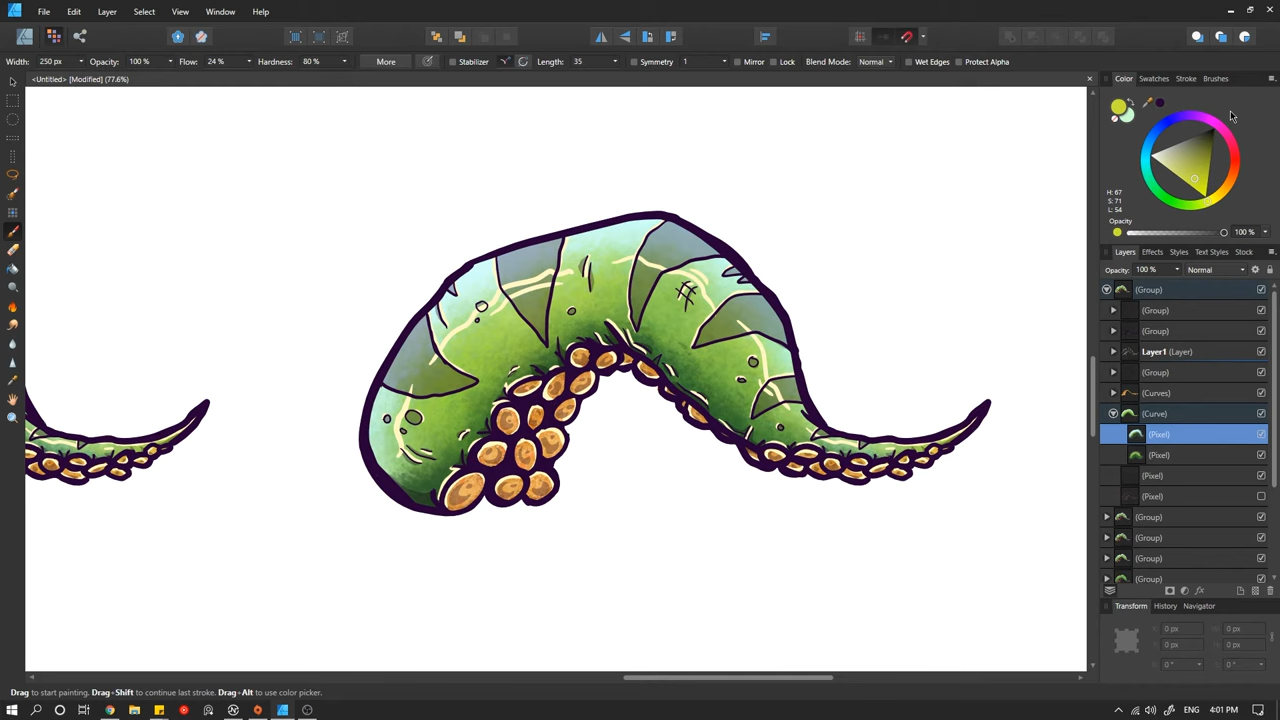 File Edit Layer Select View Window Help
Width: 250 px Opacity: 100 % Flow: 24 % Hardness: 80 % More Stabilizer Length: 35 Symmetry 1 Mirror Lock Blend Mode: Normal Wet Edges Protect Alpha
<Untitled> [Modified] (77.6%)
Color Swatches Stroke Brushes
H: 67
S: 71
L: 54
Opacity
100 %
Layers Effects Styles Text Styles Stock
Opacity: 100 % Normal
(Group)
(Group)
(Group)
Layer1 (Layer)
(Group)
(Curves)
(Curve)
(Pixel)
(Pixel)
(Pixel)
(Pixel)
(Group)
(Group)
(Group)
(Group)
Transform History Navigator
X: 0 px W: 0 px
Y: 0 px H: 0 px
R: 0 ° S: 0 °
Drag to start painting. Drag+Shift to continue last stroke. Drag+Alt to use color picker.
ENG 4:01 PM